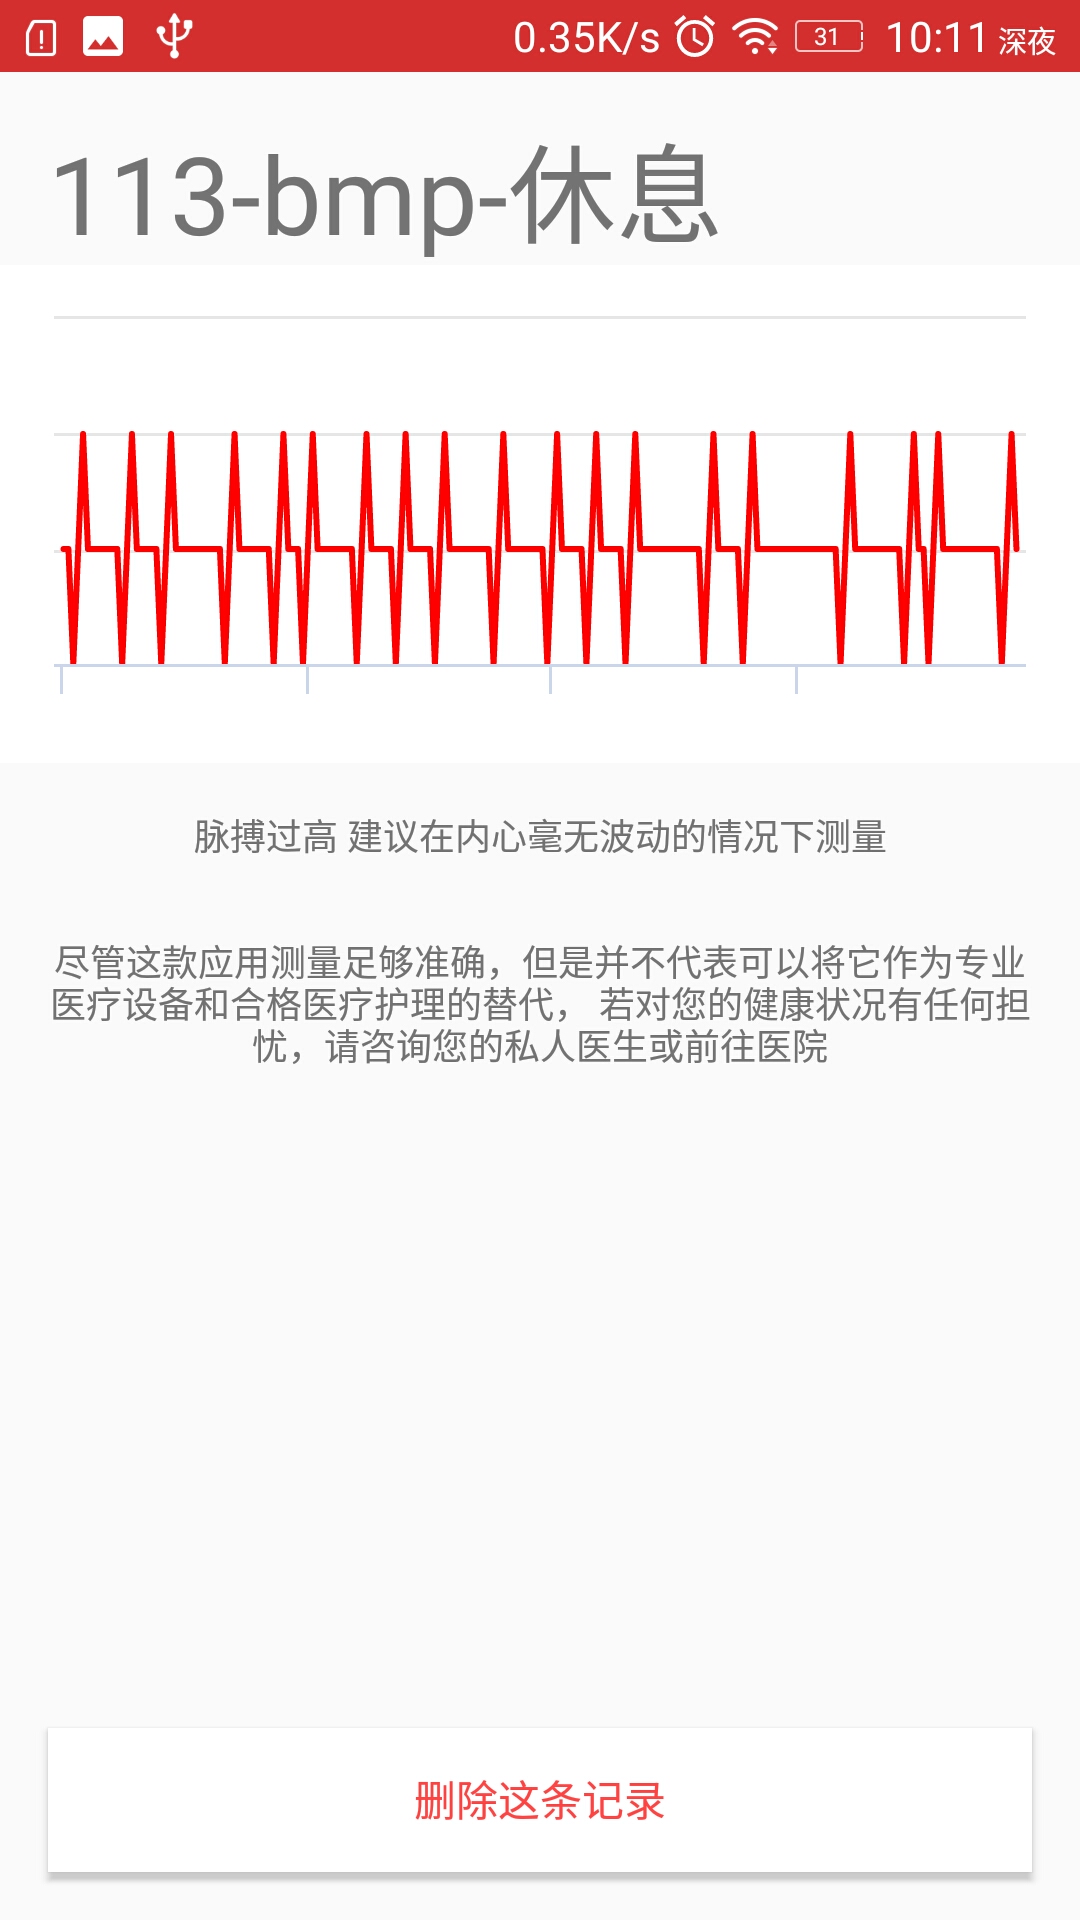 0.35K/s 31 10:11 深夜
113-bmp-休息
脉搏过高 建议在内心毫无波动的情况下测量
尽管这款应用测量足够准确，但是并不代表可以将它作为专业
医疗设备和合格医疗护理的替代， 若对您的健康状况有任何担
忧，请咨询您的私人医生或前往医院
删除这条记录